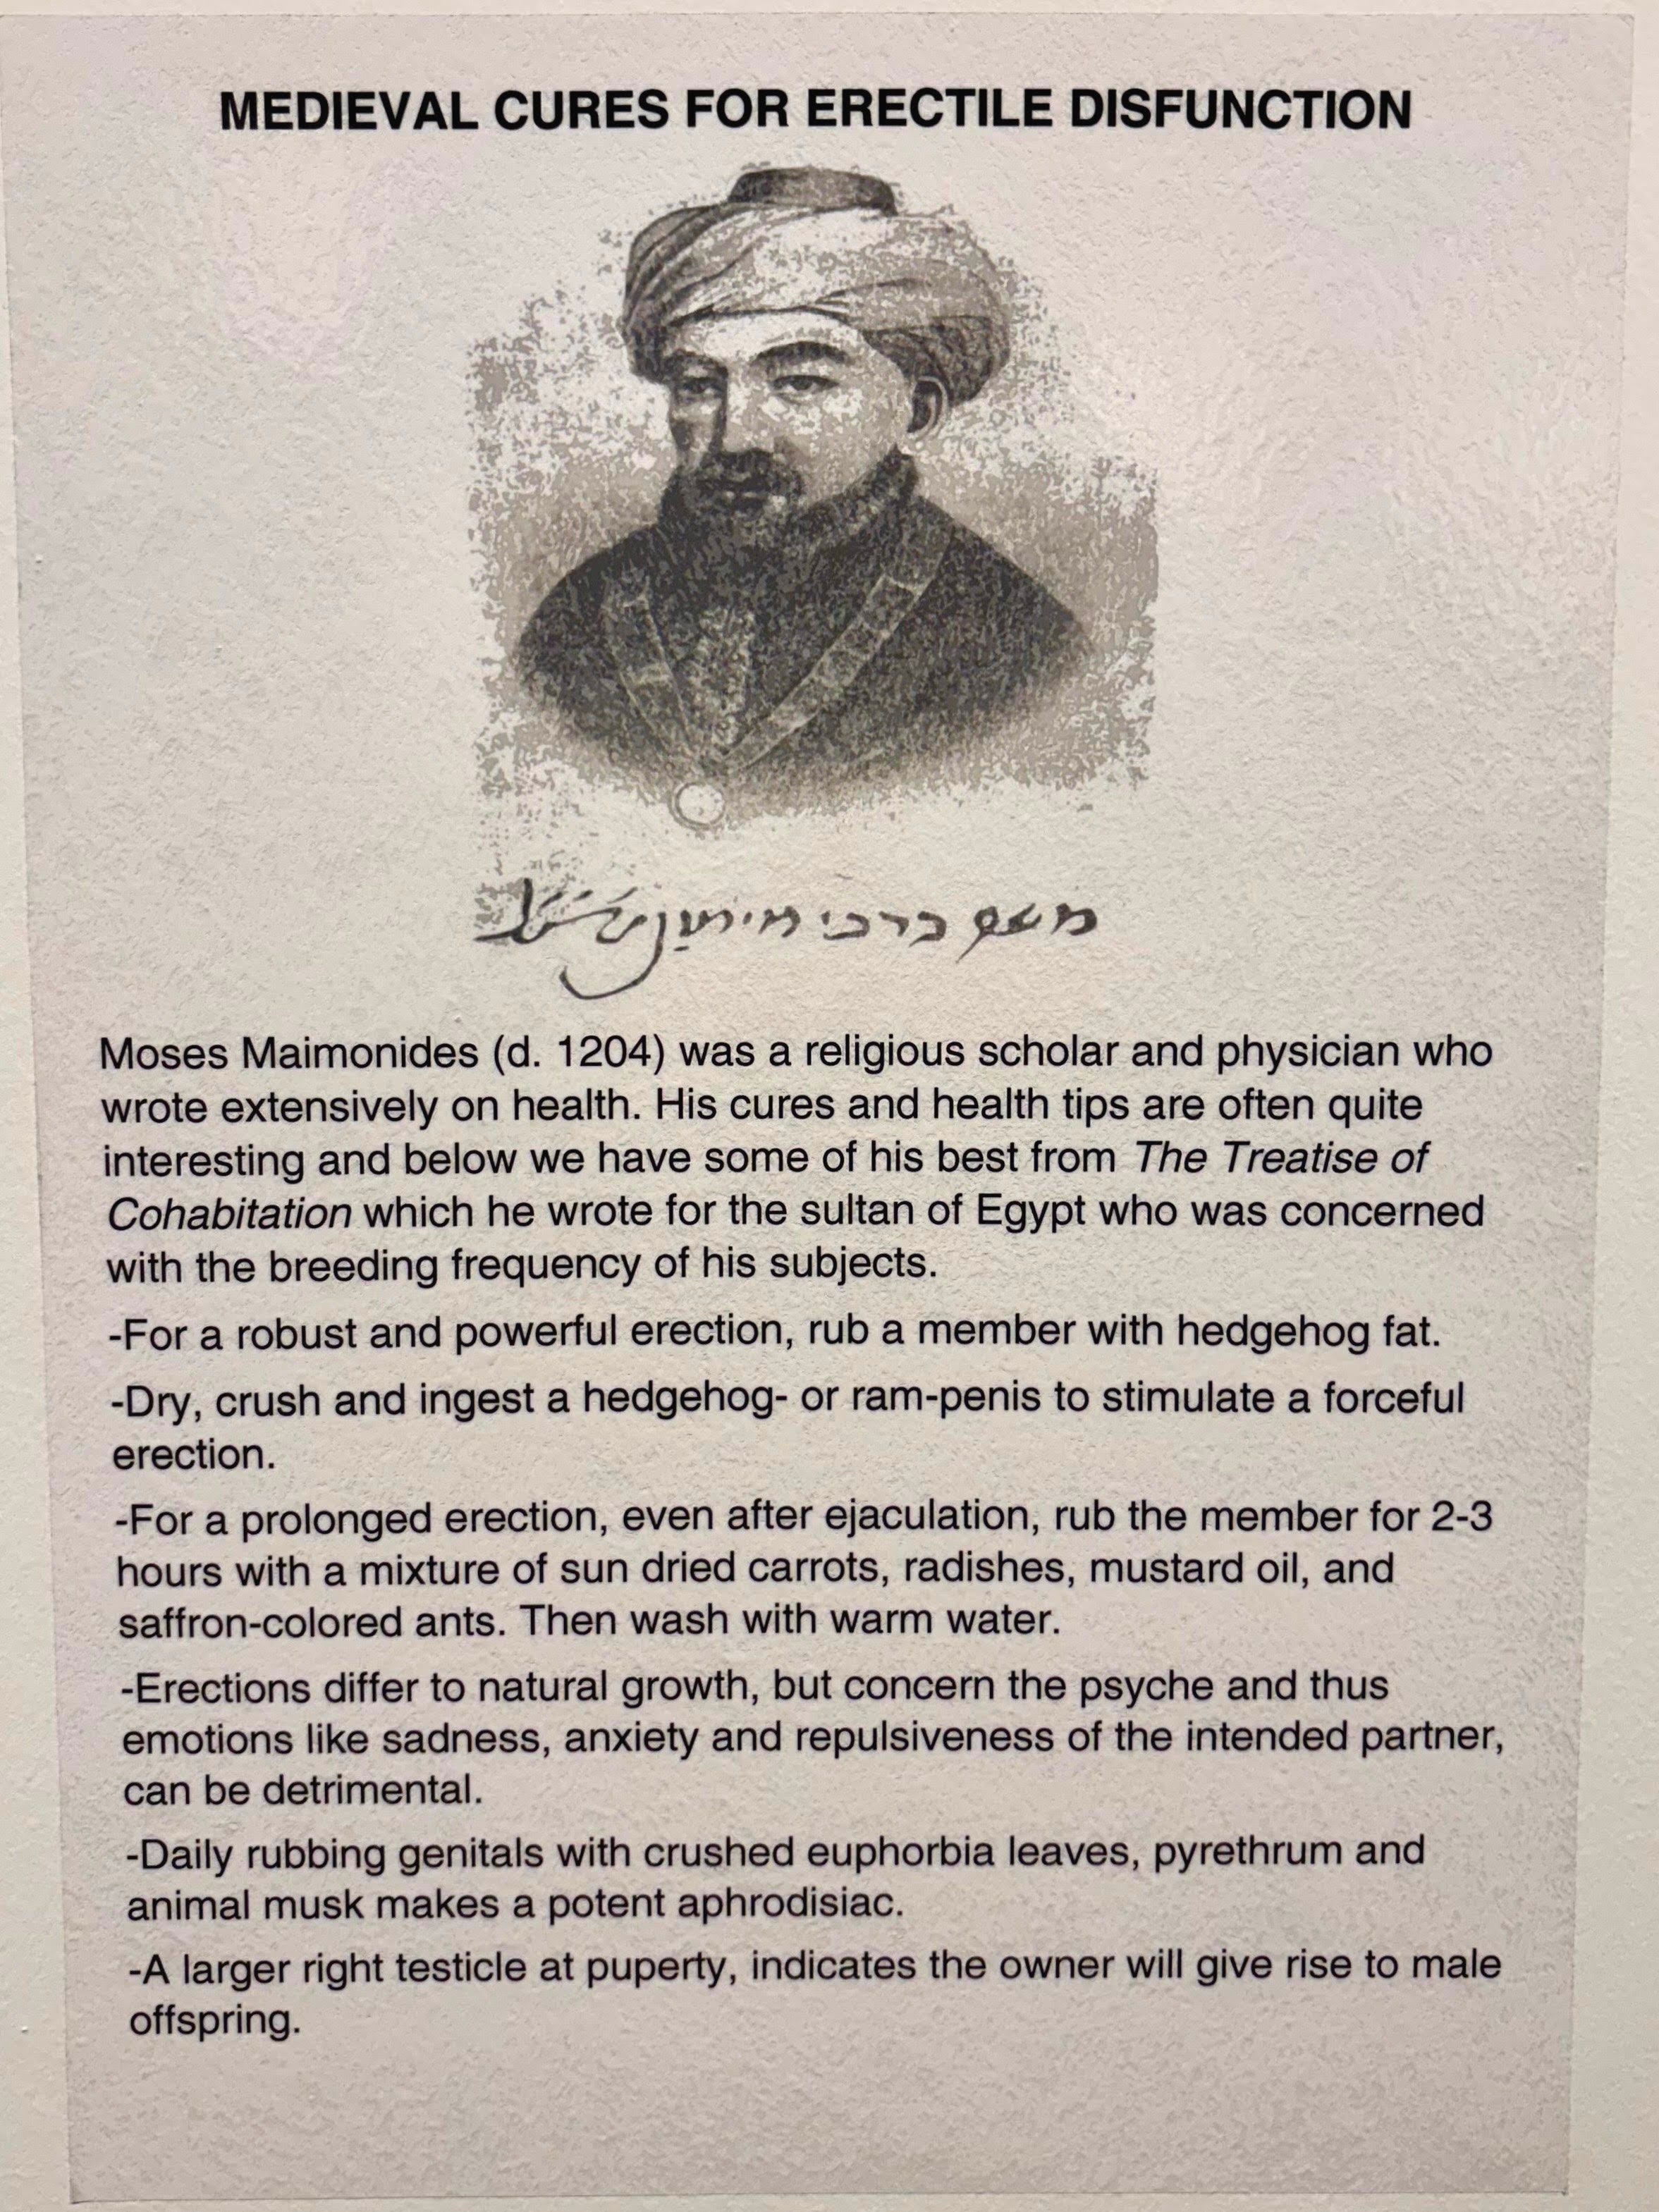 MEDIEVAL CURES FOR ERECTILE DISFUNCTION
Moses Maimonides (d. 1204) was a religious scholar and physician who
wrote extensively on health. His cures and health tips are often quite
interesting and below we have some of his best from The Treatise of
Cohabitation which he wrote for the sultan of Egypt who was concerned
with the breeding frequency of his subjects.
-For a robust and powerful erection, rub a member with hedgehog fat.
-Dry, crush and ingest a hedgehog- or ram-penis to stimulate a forceful
erection.
-For a prolonged erection, even after ejaculation, rub the member for 2-3
hours with a mixture of sun dried carrots, radishes, mustard oil, and
saffron-colored ants. Then wash with warm water.
-Erections differ to natural growth, but concern the psyche and thus
emotions like sadness, anxiety and repulsiveness of the intended partner,
can be detrimental.
-Daily rubbing genitals with crushed euphorbia leaves, pyrethrum and
animal musk makes a potent aphrodisiac.
-A larger right testicle at puperty, indicates the owner will give rise to male
offspring.